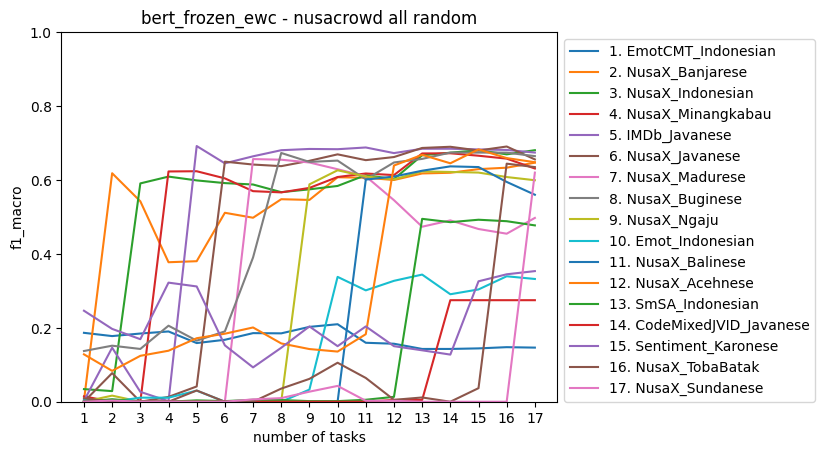 bert_frozen_ewc - nusacrowd all random
1.0
0.8
0.6
0.4
0.2
0.0
f1_macro
1 2 3 4 5 6 7 8 9 10 11 12 13 14 15 16 17
number of tasks
1. EmotCMT_Indonesian
2. NusaX_Banjarese
3. NusaX_Indonesian
4. NusaX_Minangkabau
5. IMDb_Javanese
6. NusaX_Javanese
7. NusaX_Madurese
8. NusaX_Buginese
9. NusaX_Ngaju
10. Emot_Indonesian
11. NusaX_Balinese
12. NusaX_Acehnese
13. SmSA_Indonesian
14. CodeMixedJVID_Javanese
15. Sentiment_Karonese
16. NusaX_TobaBatak
17. NusaX_Sundanese